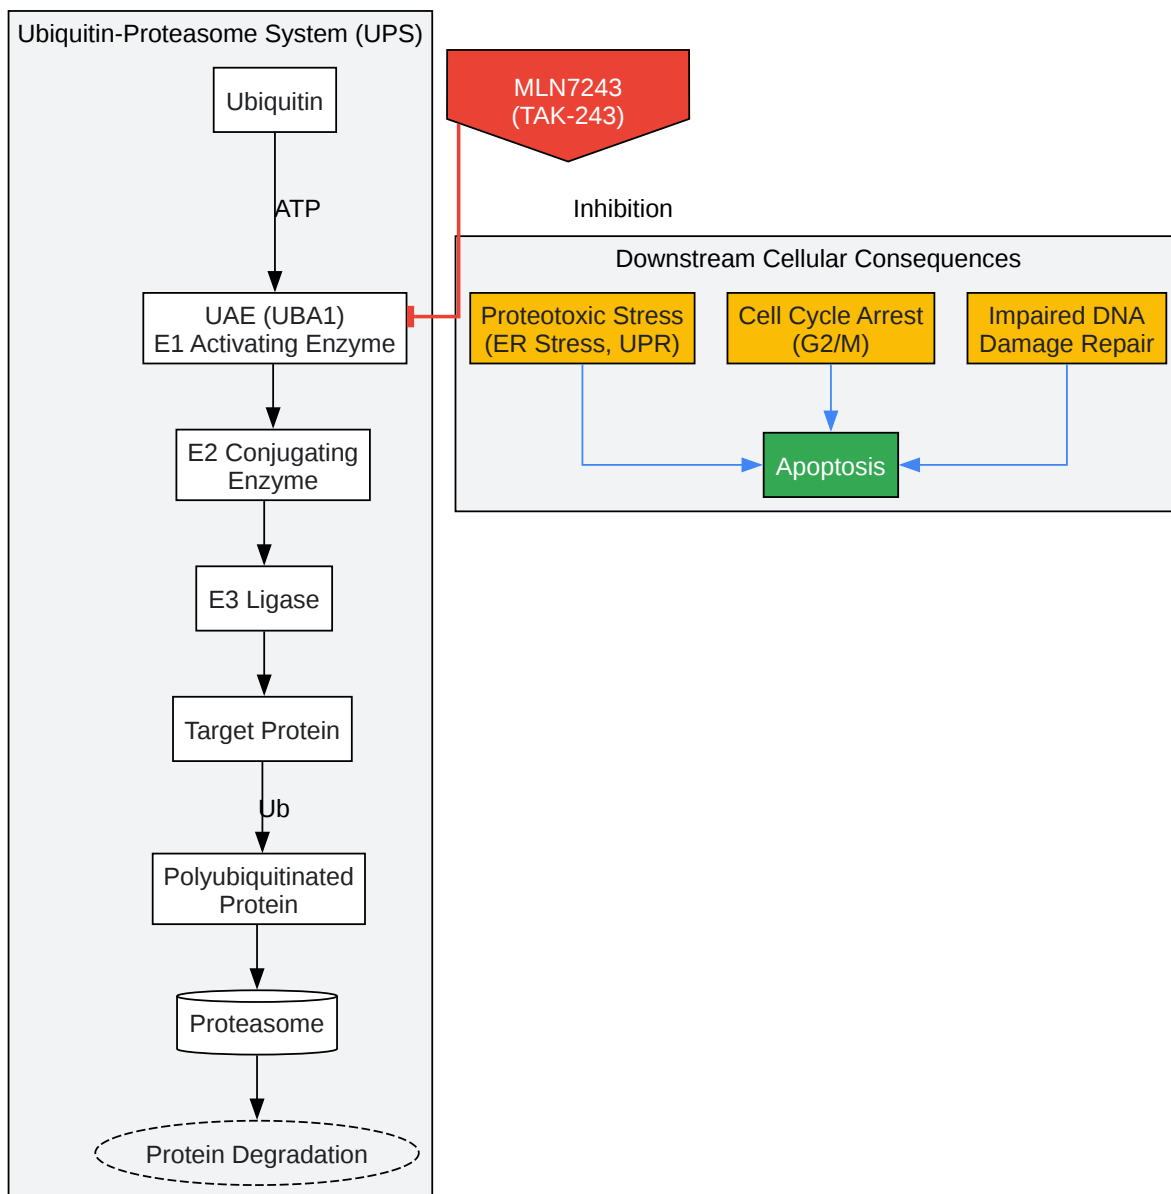 Ubiquitin-Proteasome System (UPS)
Ubiquitin
ATP
UAE (UBA1)
E1 Activating Enzyme
E2 Conjugating
Enzyme
E3 Ligase
Target Protein
Ub
Polyubiquitinated
Protein
Proteasome
Protein Degradation
MLN7243
(TAK-243)
Inhibition
Downstream Cellular Consequences
Proteotoxic Stress
(ER Stress, UPR)
Cell Cycle Arrest
(G2/M)
Impaired DNA
Damage Repair
Apoptosis